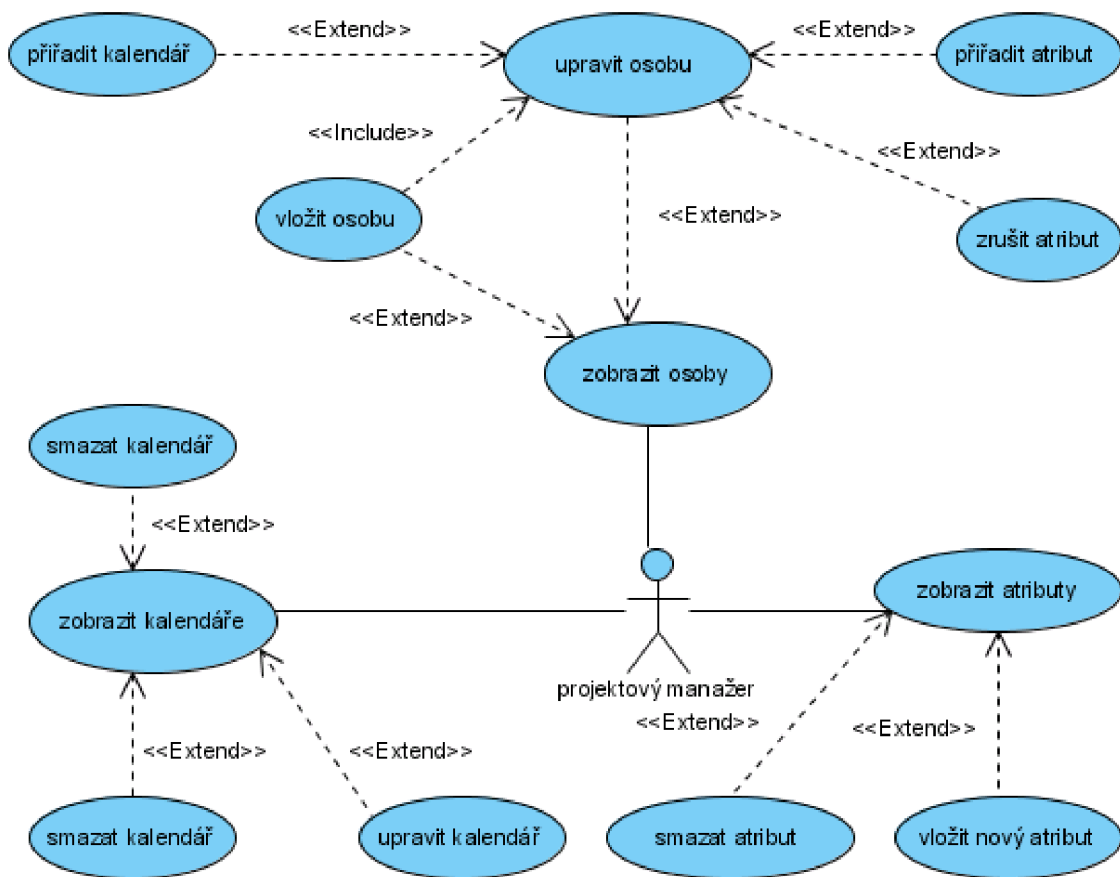 <<Extend>>
<<Extend>>
přiřadit kalendář
upravit osobu
přiřadit atribut
<<Include>>
<<Extend>>
vložit osobu
<<Extend>>
zrušit atribut
<<Extend>>
zobrazit osoby
smazat kalendář
<<Extend>>
zobrazit kalendáře
zobrazit atributy
projektový manažer
<<Extend>>
<<Extend>>
<<Extend>>
<<Extend>>
smazat kalendář
upravit kalendář
smazat atribut
vložit nový atribut